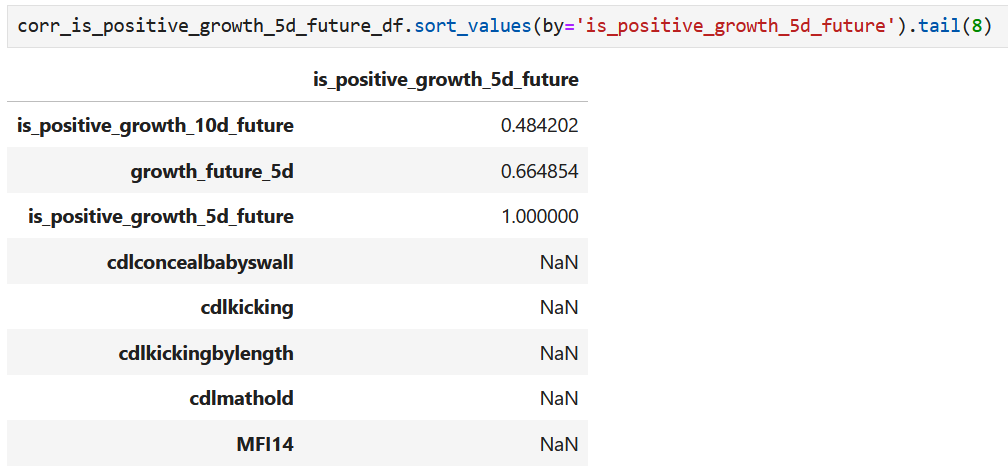 corr_is_positive_growth_5d_future_df.sort_values(by='is_positive_growth_5d_future').tail(8)
is_positive_growth_5d_future
is_positive_growth_10d_future 0.484202
growth_future_5d 0.664854
is_positive_growth_5d_future 1.000000
cdlconcealbabyswall NaN
cdlkicking NaN
cdlkickingbylength NaN
cdlmathold NaN
MFI14 NaN